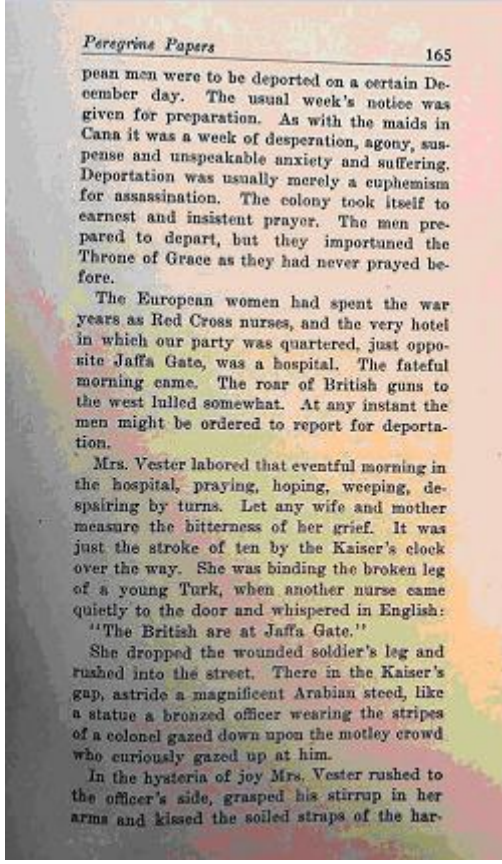 Peregrine Papers 165
pean men were to be deported on a certain De-
cember day. The usual week's notice was
given for preparation. As with the maids in
Cana it was a week of desperation, agony, sus-
pense and unspeakable anxiety and suffering.
Deportation was usually merely a euphemism
for assassination. The colony took itself to
earnest and insistent prayer. The men pre-
pared to depart, but they importuned the
Throne of Grace as they had never prayed be-
fore.
The European women had spent the war
years as Red Cross nurses, and the very hotel
in which our party was quartered, just oppo-
site Jaffa Gate, was a hospital. The fateful
morning came. The roar of British guns to
the west lulled somewhat. At any instant the
men might be ordered to report for deporta-
tion.
Mrs. Vester labored that eventful morning in
the hospital, praying, hoping, weeping, de-
spairing by turns. Let any wife and mother
measure the bitterness of her grief. It was
just the stroke of ten by the Kaiser's clock
over the way. She was binding the broken leg
of a young Turk, when another nurse came
quietly to the door and whispered in English:
"The British are at Jaffa Gate."
She dropped the wounded soldier's leg and
rushed into the street. There in the Kaiser's
gap, astride a magnificent Arabian steed, like
a statue a bronzed officer wearing the stripes
of a colonel gazed down upon the motley crowd
who curiously gazed up at him.
In the hysteria of joy Mrs. Vester rushed to
the officer's side, grasped his stirrup in her
arms and kissed the soiled straps of the har-